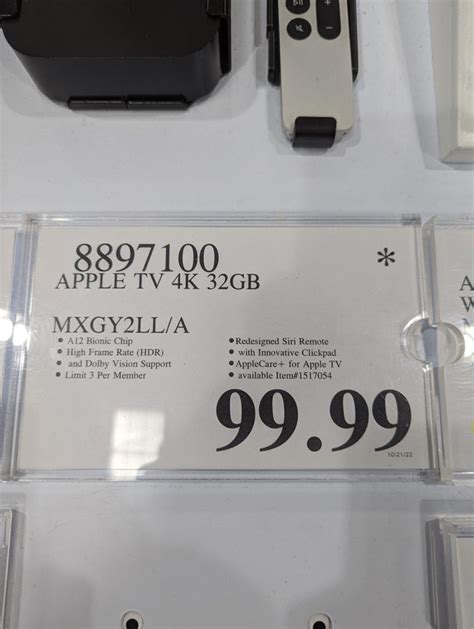 8897100 *
APPLE TV 4K 32GB
MXGY2LL/A
• A12 Bionic Chip
• High Frame Rate (HDR)
• and Dolby Vision Support
• Limit 3 Per Member
• Redesigned Siri Remote
• with Innovative Clickpad
• AppleCare+ for Apple TV
• available Item#1517054
99.99
10/21/22
A
W